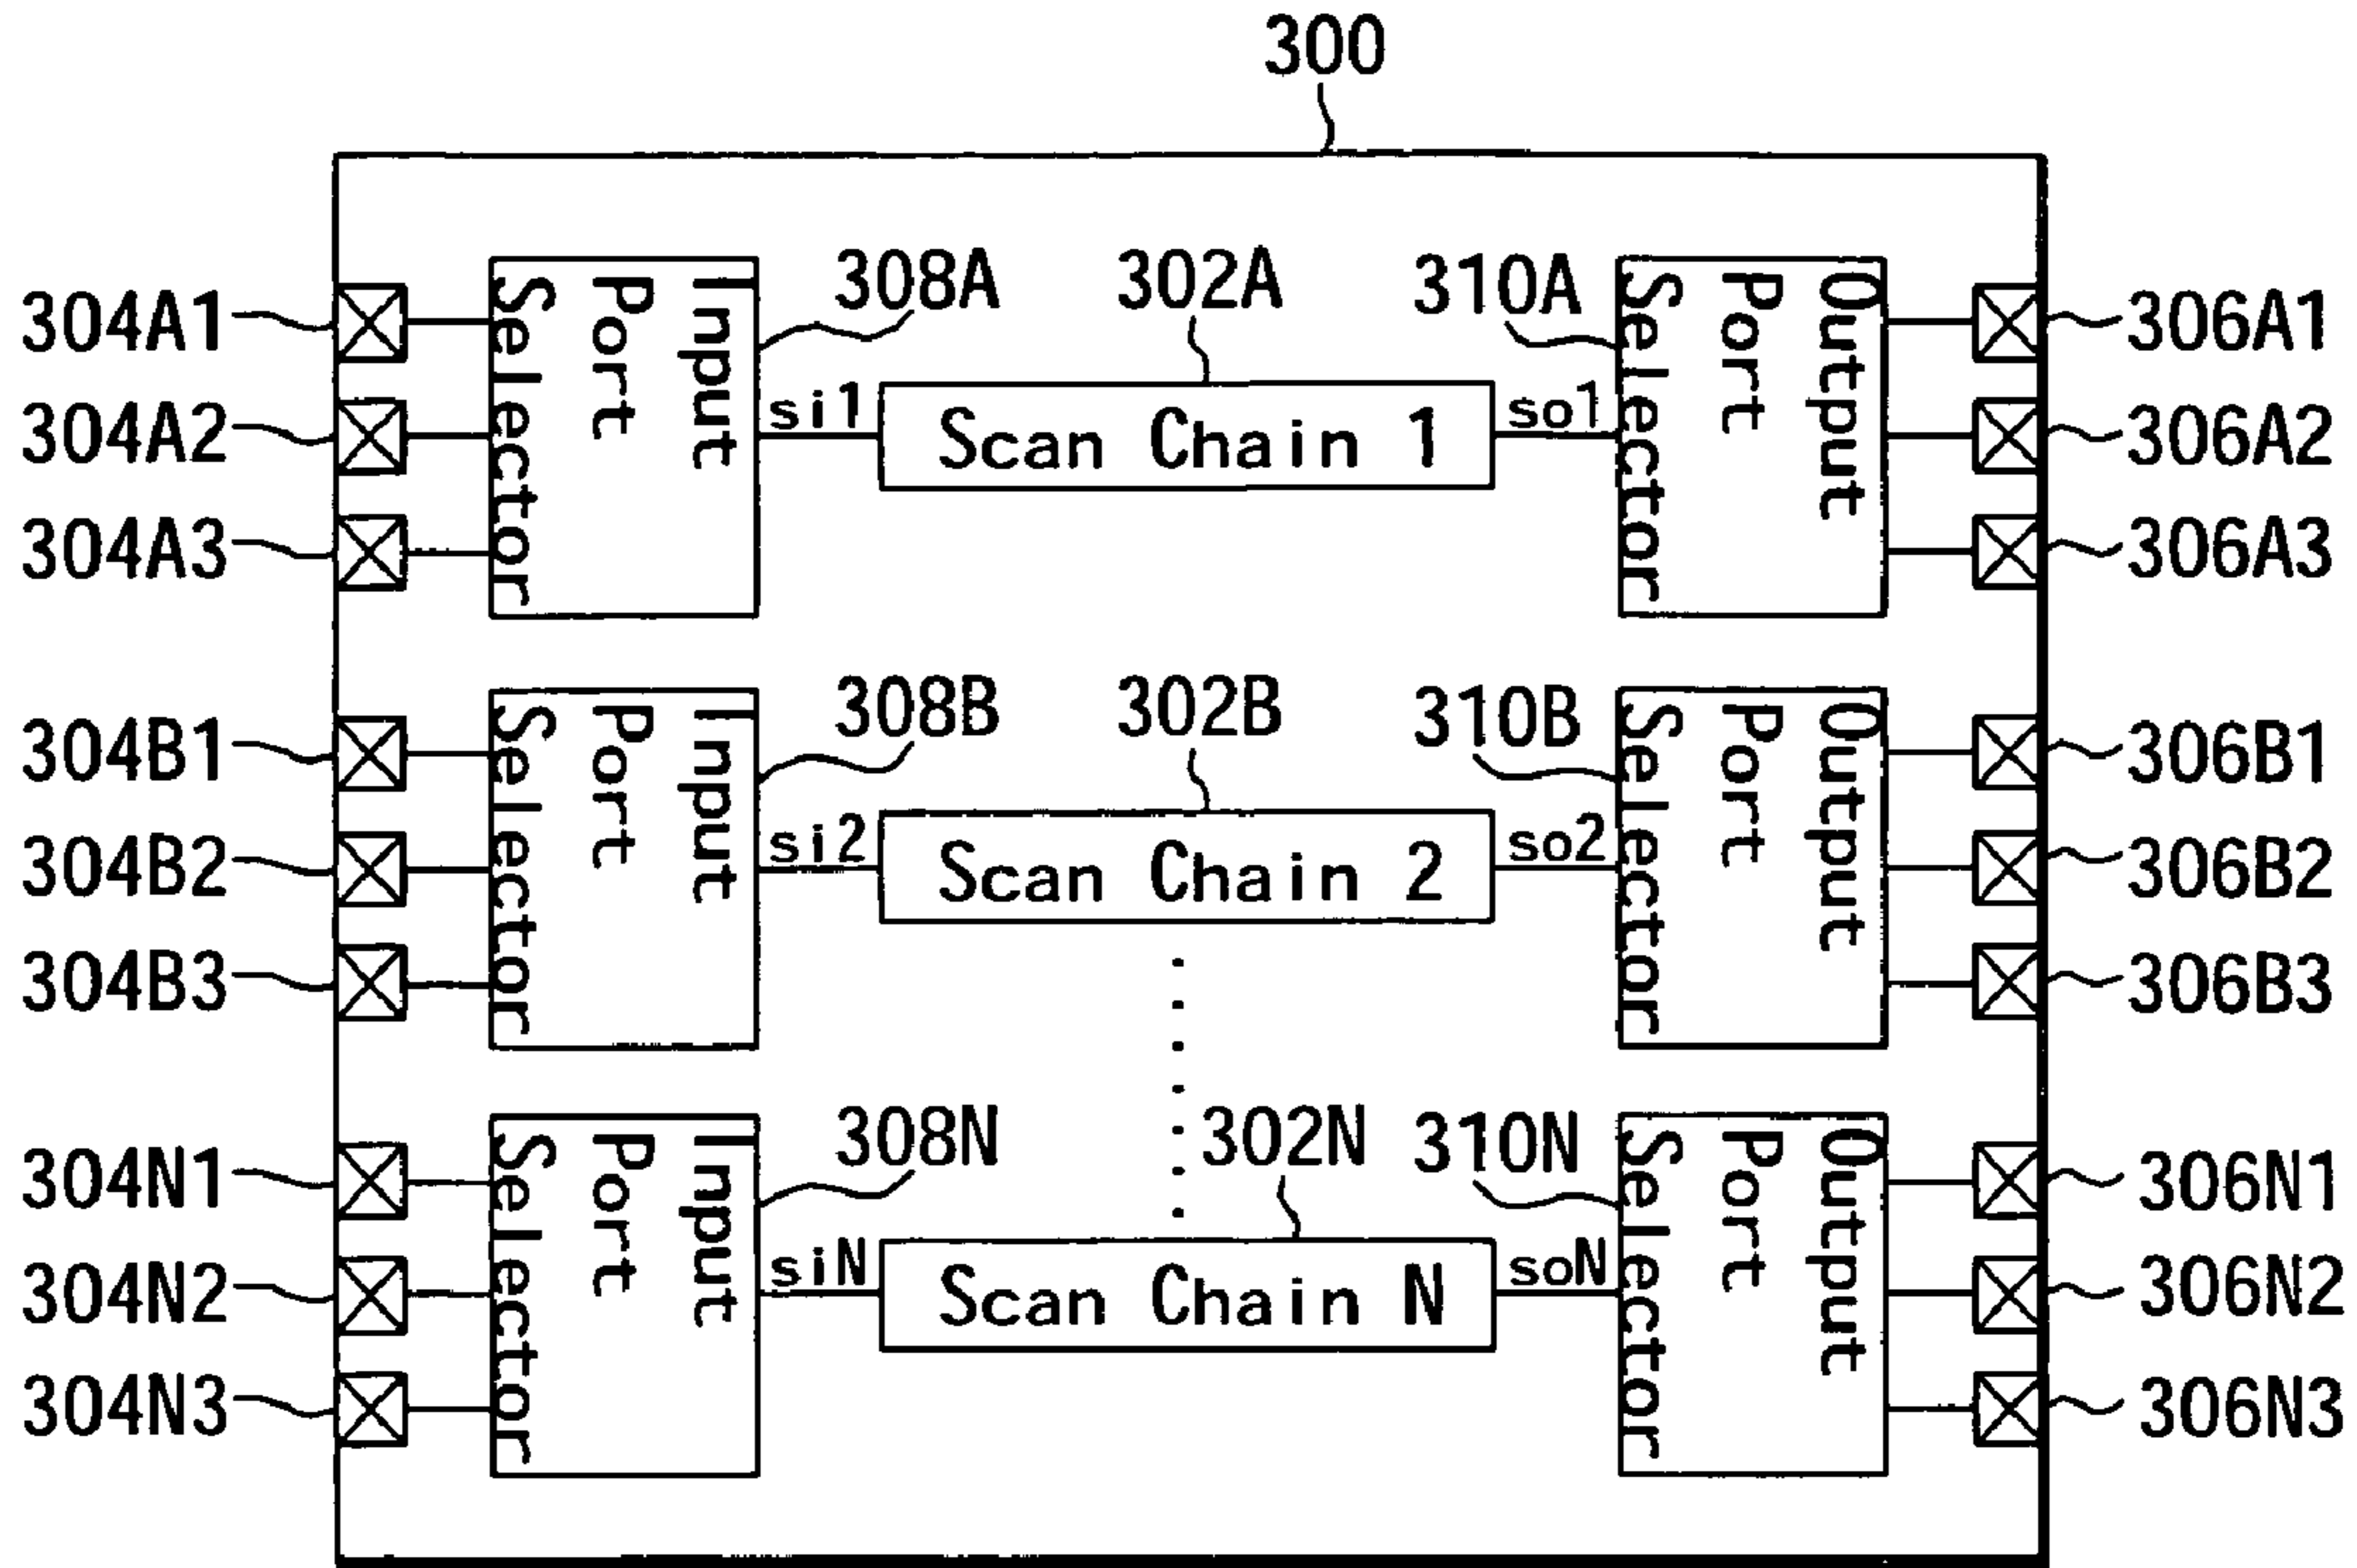 300
304A1
304A2
304A3
Input
Port
Selector
308A
si1
302A
Scan Chain 1
so1
310A
Output
Port
Selector
306A1
306A2
306A3
304B1
304B2
304B3
Input
Port
Selector
308B
si2
302B
Scan Chain 2
so2
310B
Output
Port
Selector
306B1
306B2
306B3
304N1
304N2
304N3
Input
Port
Selector
308N
siN
302N
Scan Chain N
soN
310N
Output
Port
Selector
306N1
306N2
306N3